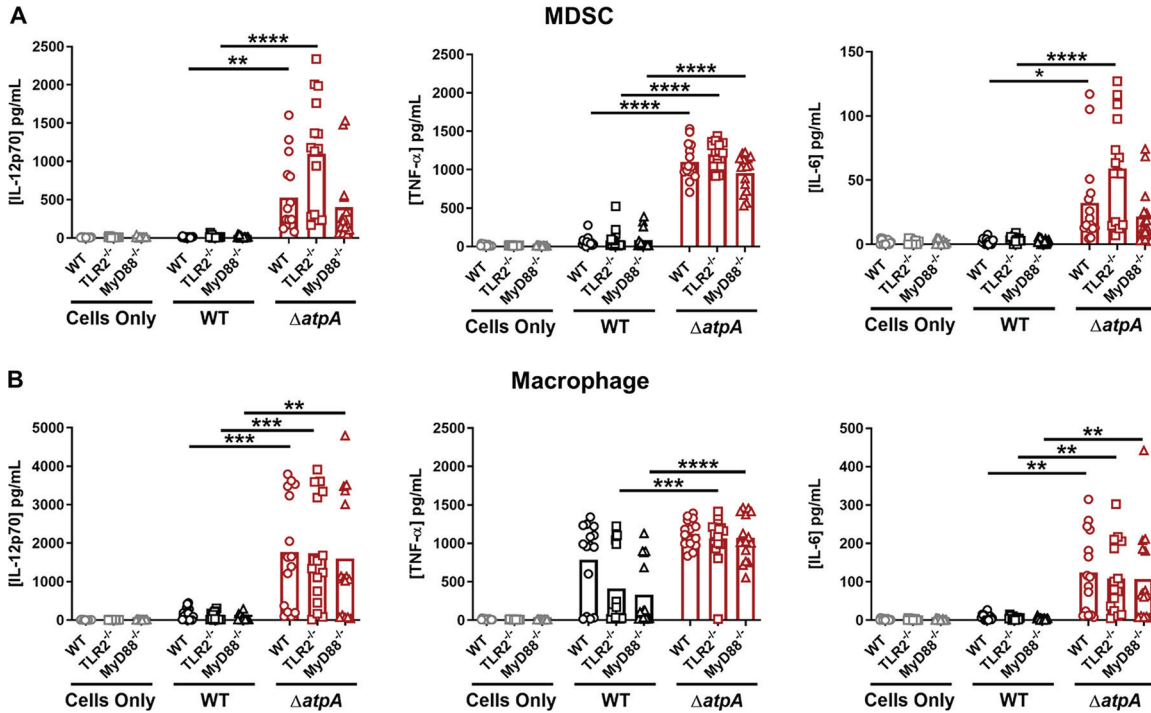 A
MDSC
[IL-12p70] pg/mL
2500
2000
1500
1000
500
0
**
****
WT
TLR2-/-
MyD88-/-
WT
TLR2-/-
MyD88-/-
WT
TLR2-/-
MyD88-/-
Cells Only
WT
ΔatpA
[TNF-α] pg/mL
2500
2000
1500
1000
500
0
****
****
****
WT
TLR2-/-
MyD88-/-
WT
TLR2-/-
MyD88-/-
WT
TLR2-/-
MyD88-/-
Cells Only
WT
ΔatpA
[IL-6] pg/mL
150
100
50
0
****
*
WT
TLR2-/-
MyD88-/-
WT
TLR2-/-
MyD88-/-
WT
TLR2-/-
MyD88-/-
Cells Only
WT
ΔatpA
B
Macrophage
[IL-12p70] pg/mL
5000
4000
3000
2000
1000
0
**
***
***
WT
TLR2-/-
MyD88-/-
WT
TLR2-/-
MyD88-/-
WT
TLR2-/-
MyD88-/-
Cells Only
WT
ΔatpA
[TNF-α] pg/mL
2000
1500
1000
500
0
****
***
WT
TLR2-/-
MyD88-/-
WT
TLR2-/-
MyD88-/-
WT
TLR2-/-
MyD88-/-
Cells Only
WT
ΔatpA
[IL-6] pg/mL
500
400
300
200
100
0
**
**
**
WT
TLR2-/-
MyD88-/-
WT
TLR2-/-
MyD88-/-
WT
TLR2-/-
MyD88-/-
Cells Only
WT
ΔatpA